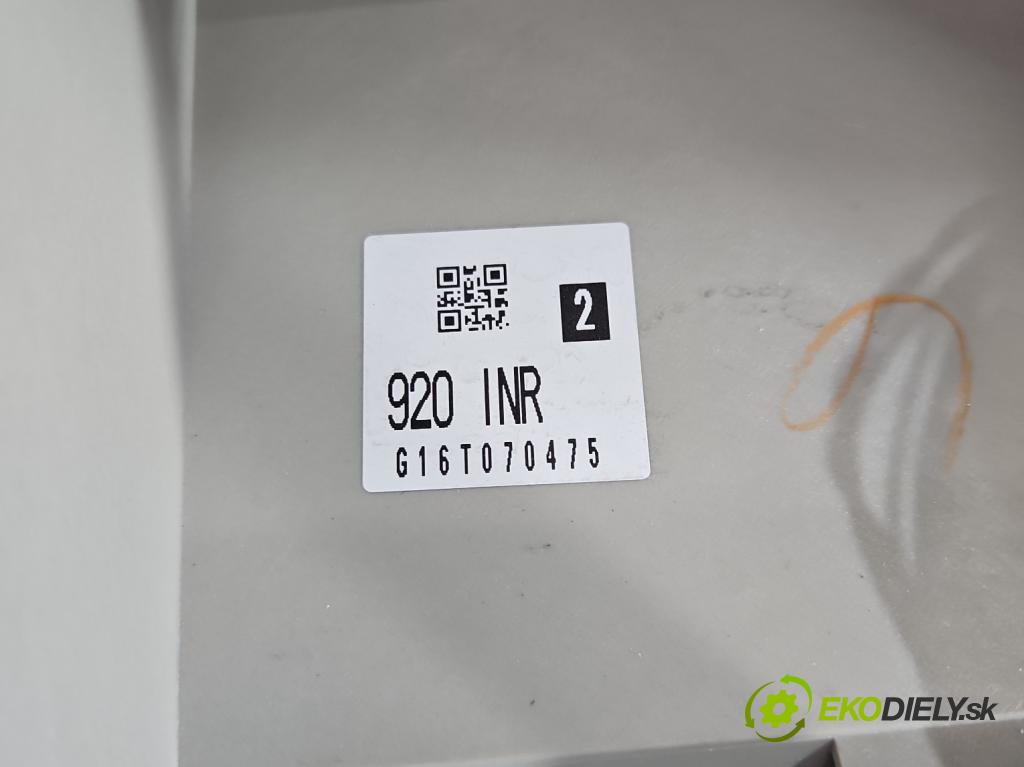 2
920 INR
G16T070475
EKODIELY.sk